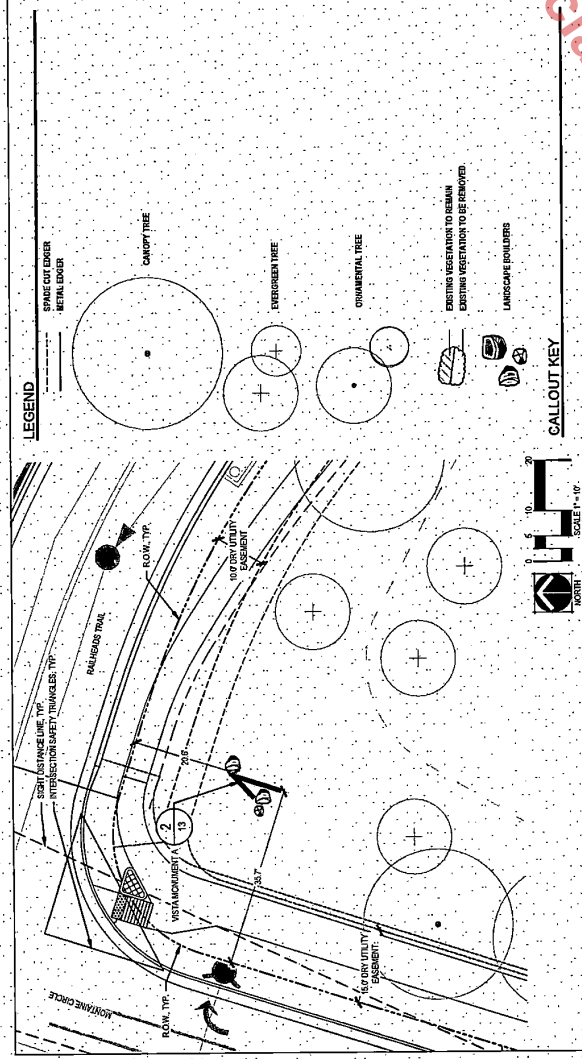 LEGEND
SPADE CUT EDGER
METAL EDGER
CANOPY TREE
EVERGREEN TREE
ORNAMENTAL TREE
EXISTING VEGETATION TO REMAIN
EXISTING VEGETATION TO BE REMOVED.
LANDSCAPE BOULDERS
CALLOUT KEY
SIGHT DISTANCE LINE, TYP.
INTERSECTION SAFETY TRIANGLES, TYP.
RAILHEADS TRAIL
R.O.W., TYP.
10.0' DRY UTILITY
EASEMENT
20.6'
2
13
VISTA MONUMENT A
35.7'
MONTAINE CIRCLE
R.O.W., TYP.
15.0' DRY UTILITY
EASEMENT
NORTH
0 5 10 20
SCALE 1" = 10'